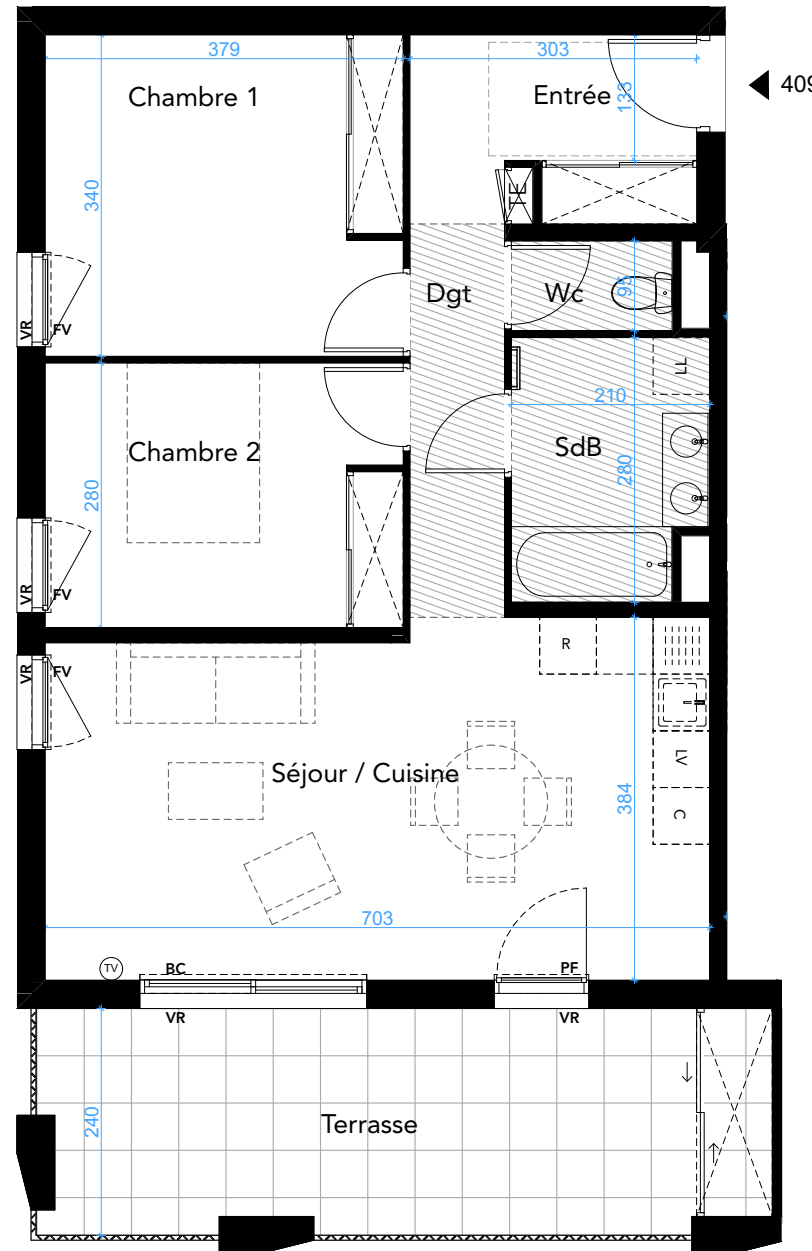 379
303
Chambre 1
Entrée
133
409
340
TE
Dgt
Wc
95
VR
FV
LL
210
Chambre 2
SdB
280
280
VR
FV
R
VR
FV
LV
Séjour / Cuisine
384
C
703
TV
BC
PF
VR
VR
240
Terrasse